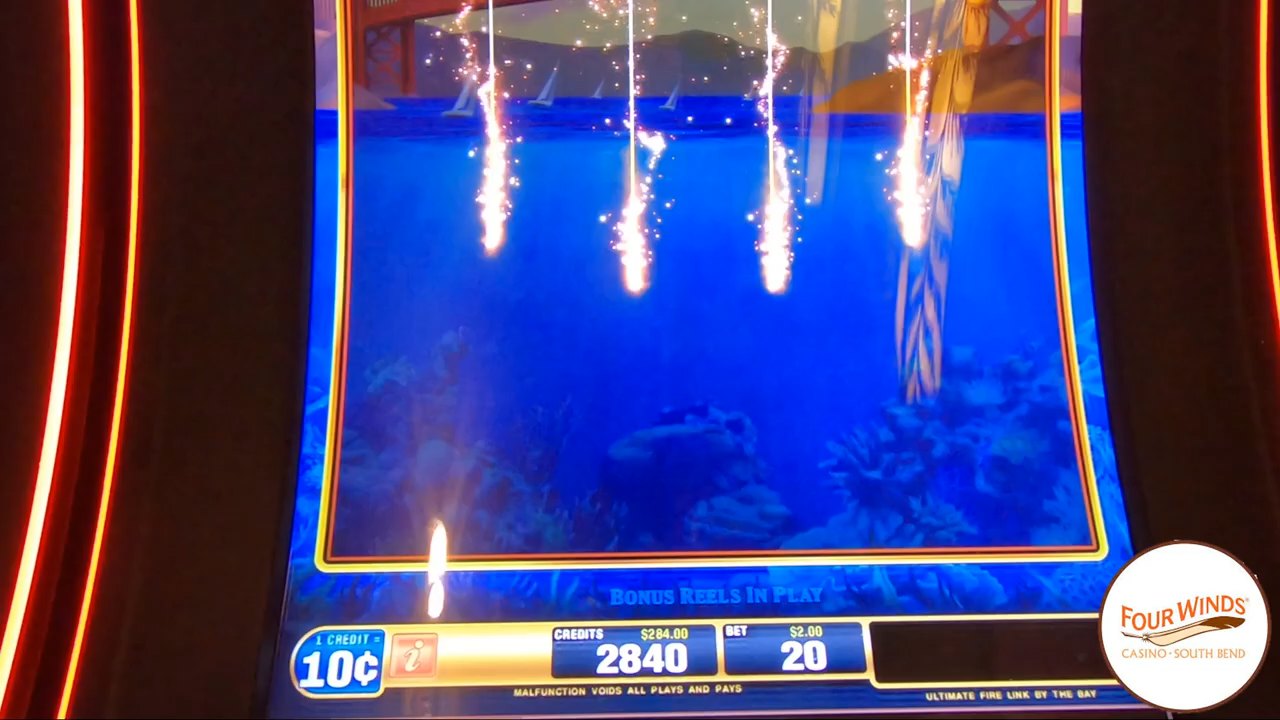 BONUS REELS IN PLAY
1 CREDIT =
10¢
i
CREDITS $284.00
2840
BET $2.00
20
MALFUNCTION VOIDS ALL PLAYS AND PAYS
ULTIMATE FIRE LINK BY THE BAY
FOUR WINDS®
CASINO · SOUTH BEND